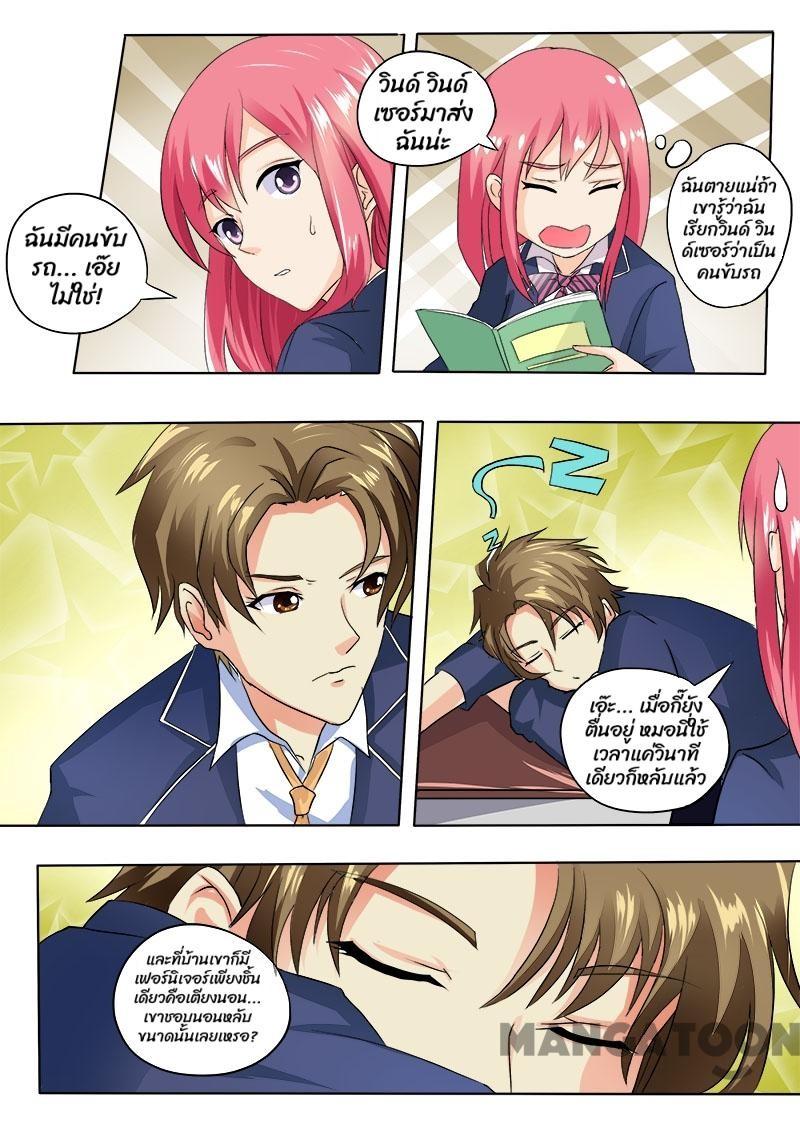 ฉันมีคนขับ
รถ... เอ๊ย
ไม่ใช่!
วินด์ วินด์
เซอร์มาส่ง
ฉันน่ะ
ฉันตายแน่ถ้า
เขารู้ว่าฉัน
เรียกวินด์ วิน
ด์เซอร์ว่าเป็น
คนขับรถ
Z
Z
เจ๊ะ... เมื่อกี๊ยัง
ตื่นอยู่ หมอนี่ใช้
เวลาแค่วินาที
เดียวก็หลับแล้ว
และที่บ้านเขาก็มี
เฟอร์นิเจอร์เพียงชิ้น
เดียวคือเตียงนอน...
เขาชอบนอนหลับ
ขนาดนั้นเลยเหรอ?
MANGATOON